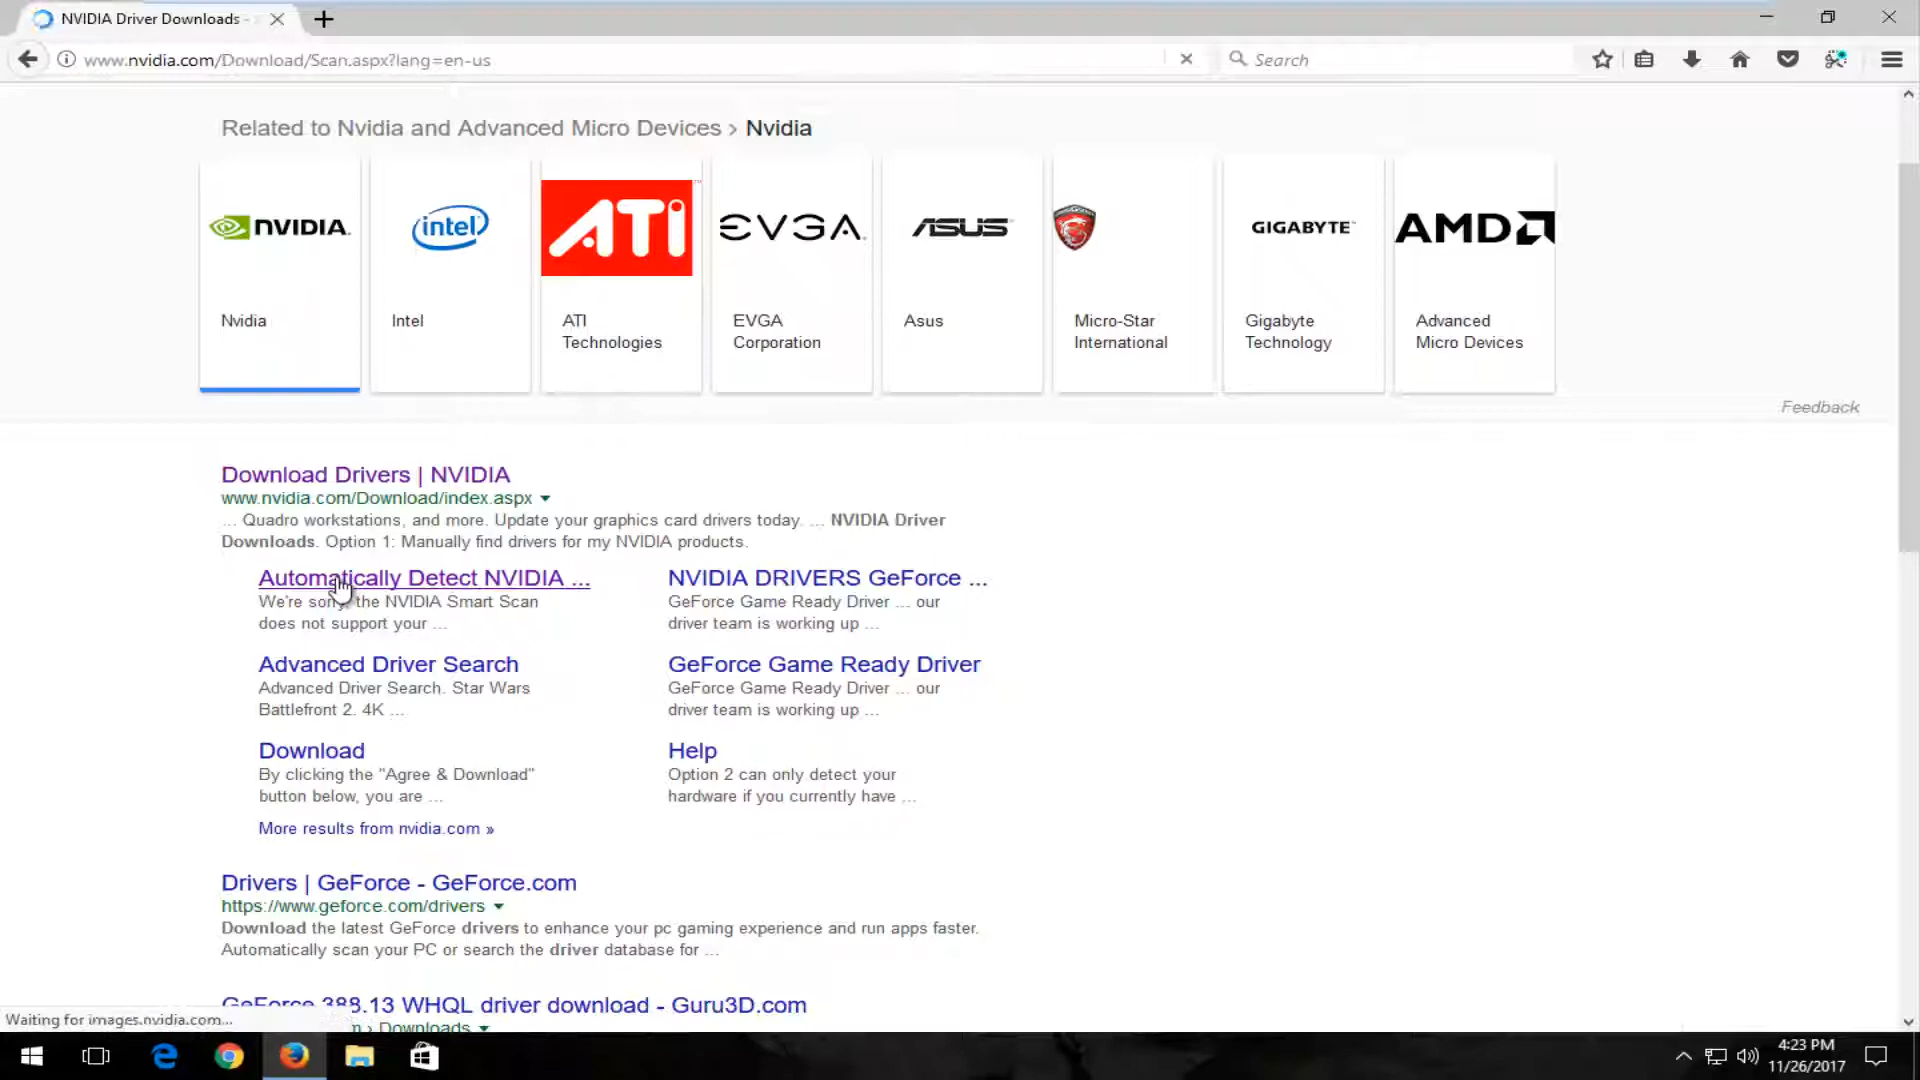 NVIDIA Driver Downloads -
www.nvidia.com/Download/Scan.aspx?lang=en-us
Search
Related to Nvidia and Advanced Micro Devices › Nvidia
NVIDIA.
intel
ATI
EVGA.
ASUS
GIGABYTE™
AMD
Nvidia
Intel
ATI
Technologies
EVGA
Corporation
Asus
Micro-Star
International
Gigabyte
Technology
Advanced
Micro Devices
Feedback
Download Drivers | NVIDIA
www.nvidia.com/Download/index.aspx
... Quadro workstations, and more. Update your graphics card drivers today. ... NVIDIA Driver
Downloads. Option 1: Manually find drivers for my NVIDIA products.
Automatically Detect NVIDIA ...
We're sorry, the NVIDIA Smart Scan
does not support your ...
NVIDIA DRIVERS GeForce ...
GeForce Game Ready Driver ... our
driver team is working up ...
Advanced Driver Search
Advanced Driver Search. Star Wars
Battlefront 2. 4K ...
GeForce Game Ready Driver
GeForce Game Ready Driver ... our
driver team is working up ...
Download
By clicking the "Agree & Download"
button below, you are ...
Help
Option 2 can only detect your
hardware if you currently have ...
More results from nvidia.com »
Drivers | GeForce - GeForce.com
https://www.geforce.com/drivers
Download the latest GeForce drivers to enhance your pc gaming experience and run apps faster.
Automatically scan your PC or search the driver database for ...
GeForce 388.13 WHQL driver download - Guru3D.com
› Downloads
Waiting for images.nvidia.com...
4:23 PM
11/26/2017